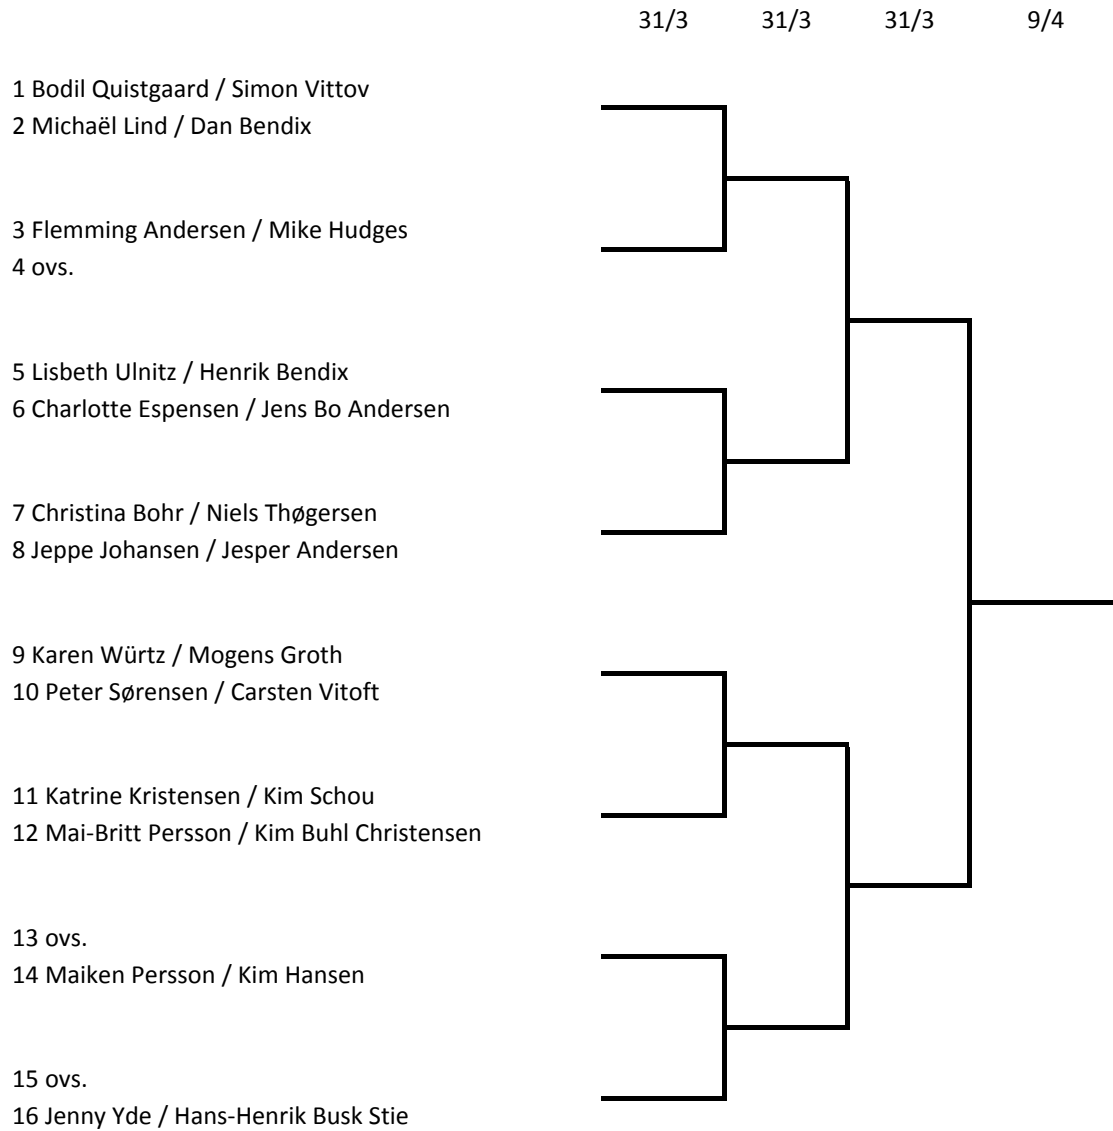 31/3 31/3 31/3 9/4
1 Bodil Quistgaard / Simon Vittov
2 Michaël Lind / Dan Bendix
3 Flemming Andersen / Mike Hudges
4 ovs.
5 Lisbeth Ulnitz / Henrik Bendix
6 Charlotte Espensen / Jens Bo Andersen
7 Christina Bohr / Niels Thøgersen
8 Jeppe Johansen / Jesper Andersen
9 Karen Würtz / Mogens Groth
10 Peter Sørensen / Carsten Vitoft
11 Katrine Kristensen / Kim Schou
12 Mai-Britt Persson / Kim Buhl Christensen
13 ovs.
14 Maiken Persson / Kim Hansen
15 ovs.
16 Jenny Yde / Hans-Henrik Busk Stie